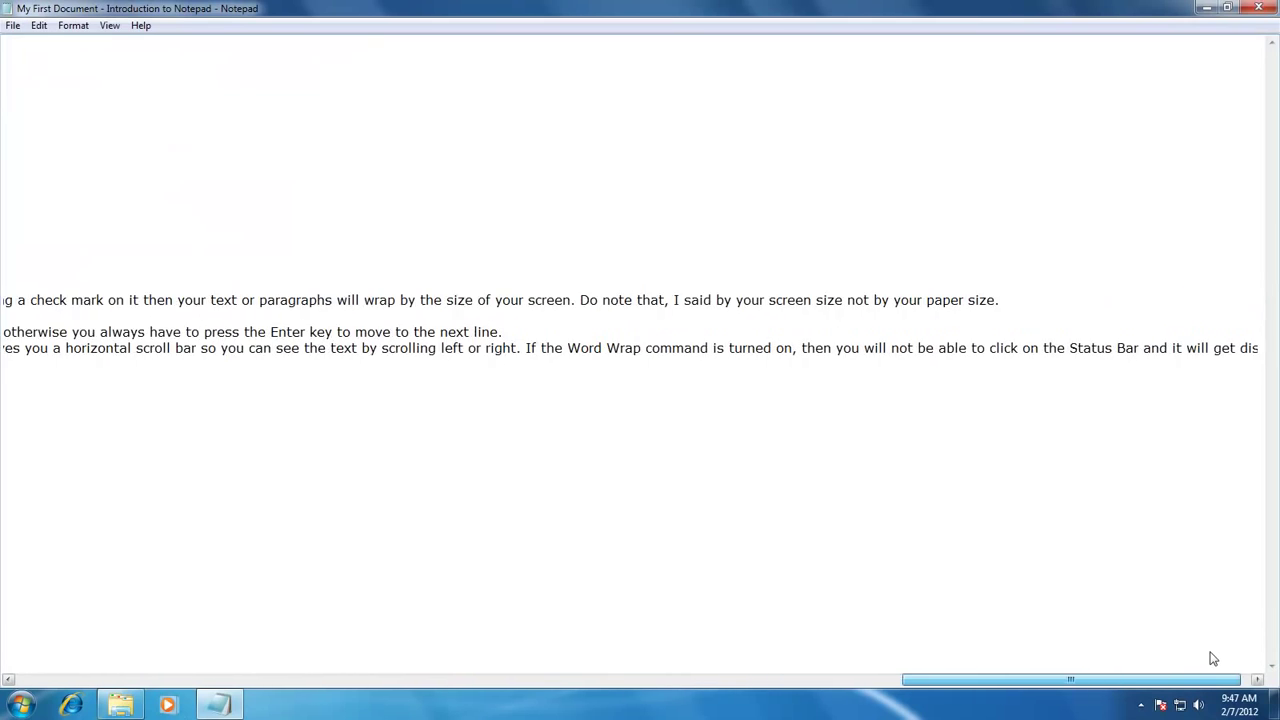 My First Document - Introduction to Notepad - Notepad
File Edit Format View Help
g a check mark on it then your text or paragraphs will wrap by the size of your screen. Do note that, I said by your screen size not by your paper size.
otherwise you always have to press the Enter key to move to the next line.
es you a horizontal scroll bar so you can see the text by scrolling left or right. If the Word Wrap command is turned on, then you will not be able to click on the Status Bar and it will get dis
9:47 AM
2/7/2012